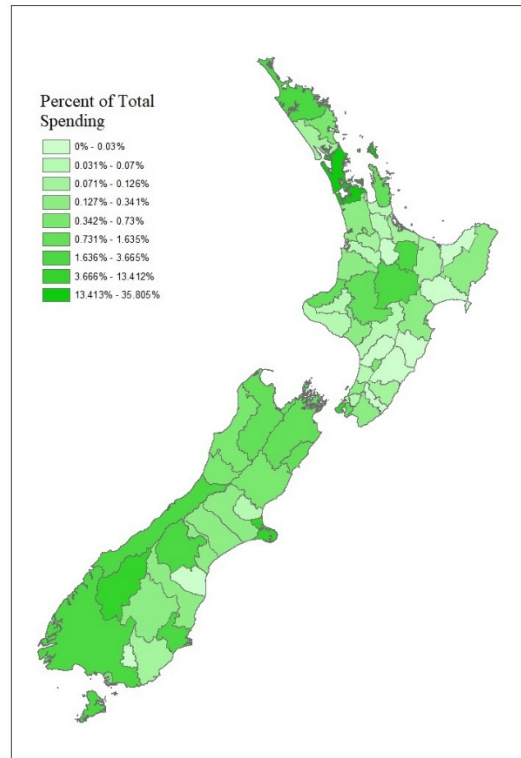 Percent of Total
Spending
0% - 0.03%
0.031% - 0.07%
0.071% - 0.126%
0.127% - 0.341%
0.342% - 0.73%
0.731% - 1.635%
1.636% - 3.665%
3.666% - 13.412%
13.413% - 35.805%